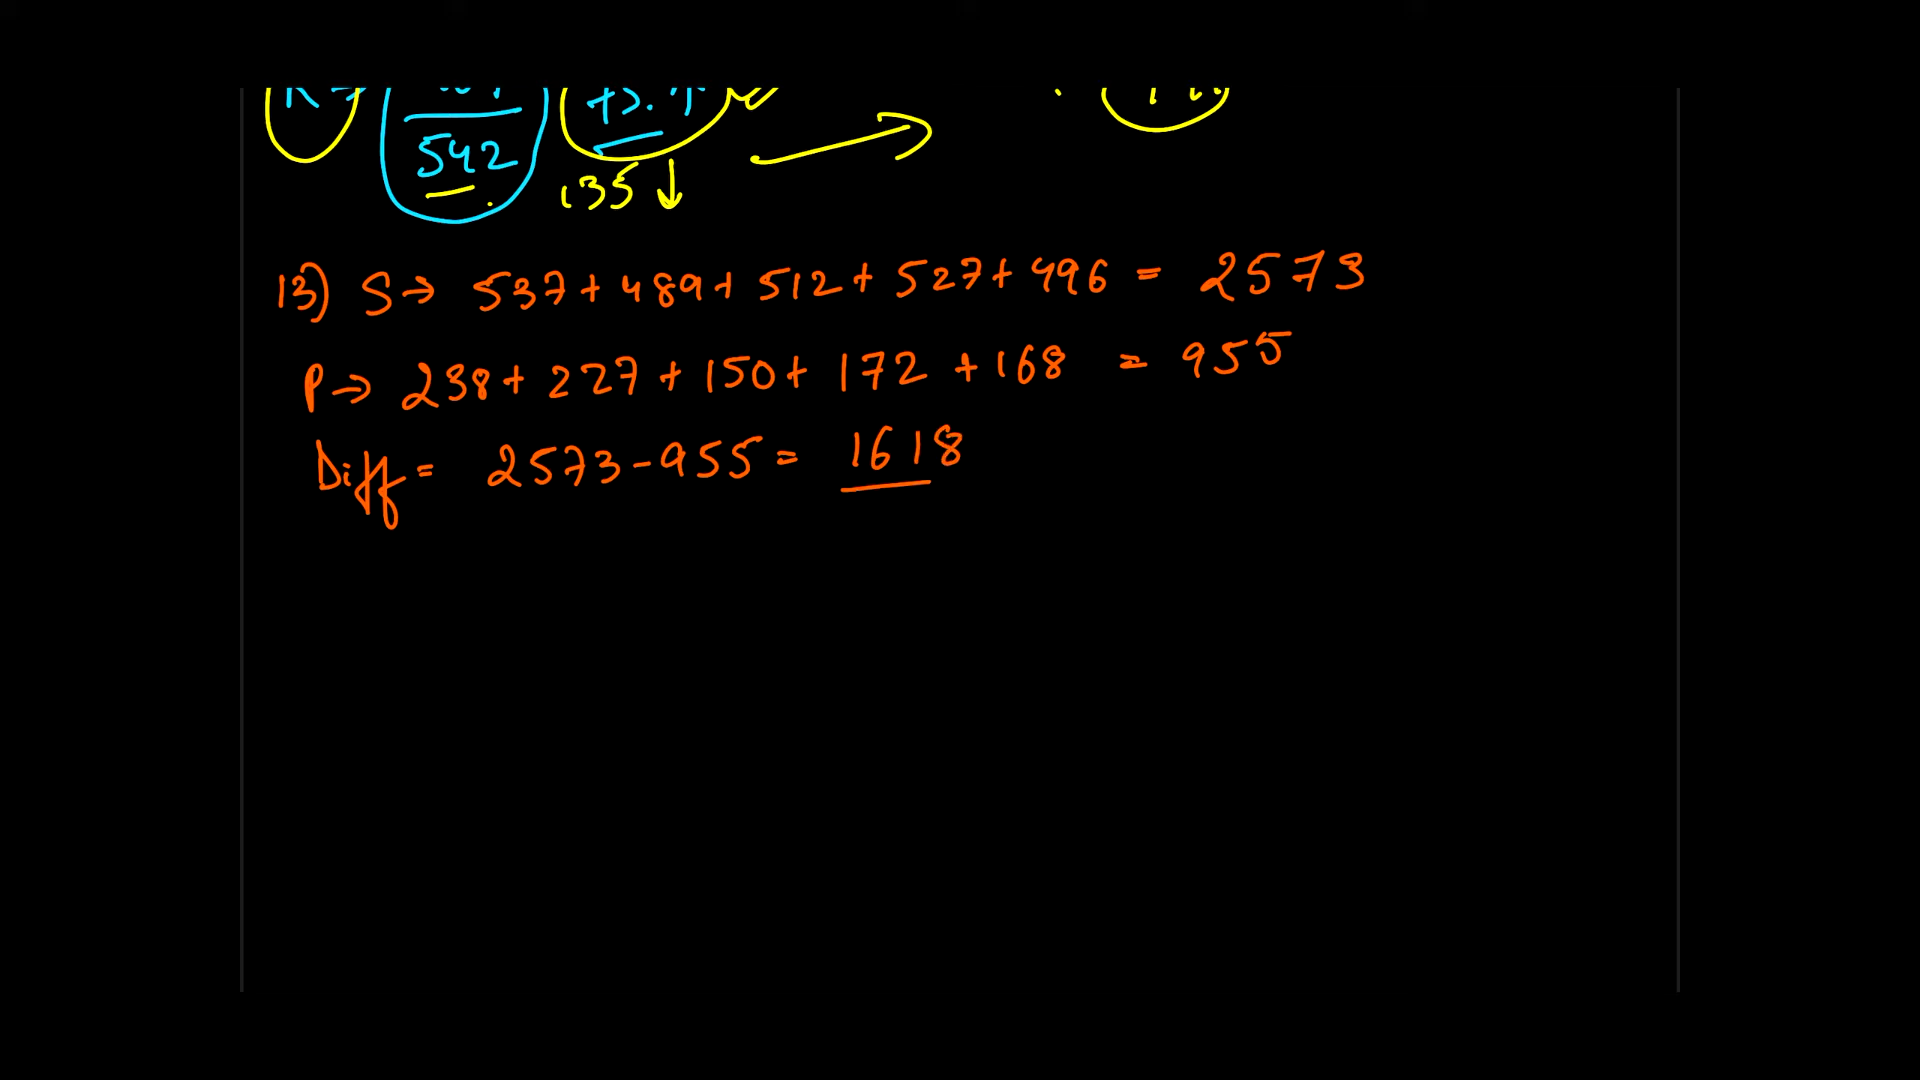 542
135 ↓
13) S → 537 + 489 + 512 + 527 + 496 = 2573
P → 238 + 227 + 150 + 172 + 168 = 955
Diff = 2573 - 955 = 1618